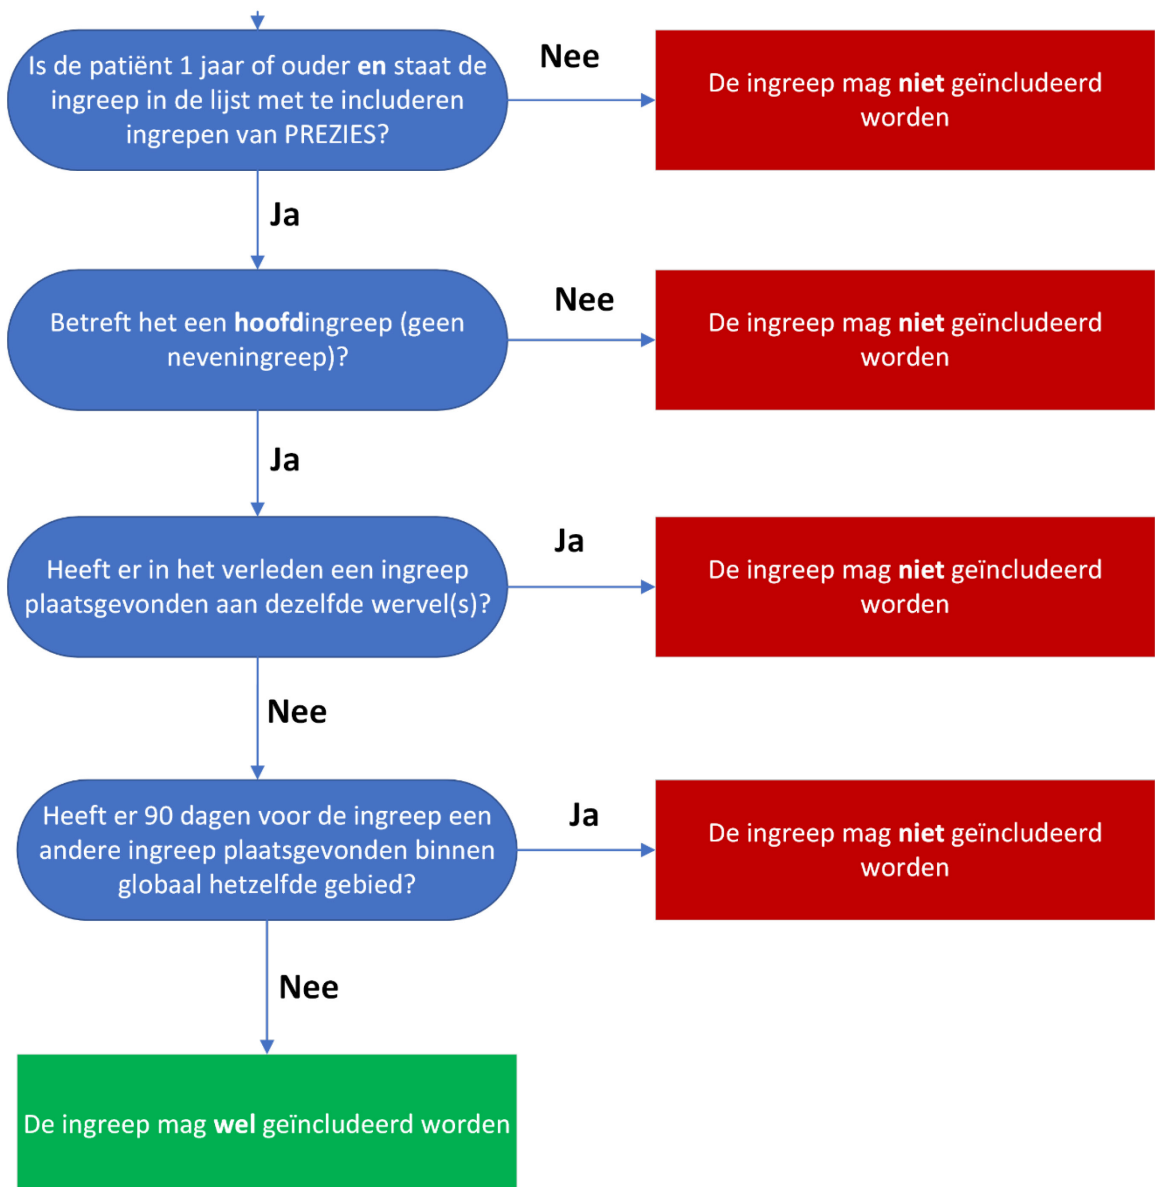 Is de patiënt 1 jaar of ouder en staat de
ingreep in de lijst met te includeren
ingrepen van PREZIES?
Nee
De ingreep mag niet geïncludeerd
worden
Ja
Betreft het een hoofdingreep (geen
neveningreep)?
Nee
De ingreep mag niet geïncludeerd
worden
Ja
Heeft er in het verleden een ingreep
plaatsgevonden aan dezelfde wervel(s)?
Ja
De ingreep mag niet geïncludeerd
worden
Nee
Heeft er 90 dagen voor de ingreep een
andere ingreep plaatsgevonden binnen
globaal hetzelfde gebied?
Ja
De ingreep mag niet geïncludeerd
worden
Nee
De ingreep mag wel geïncludeerd worden